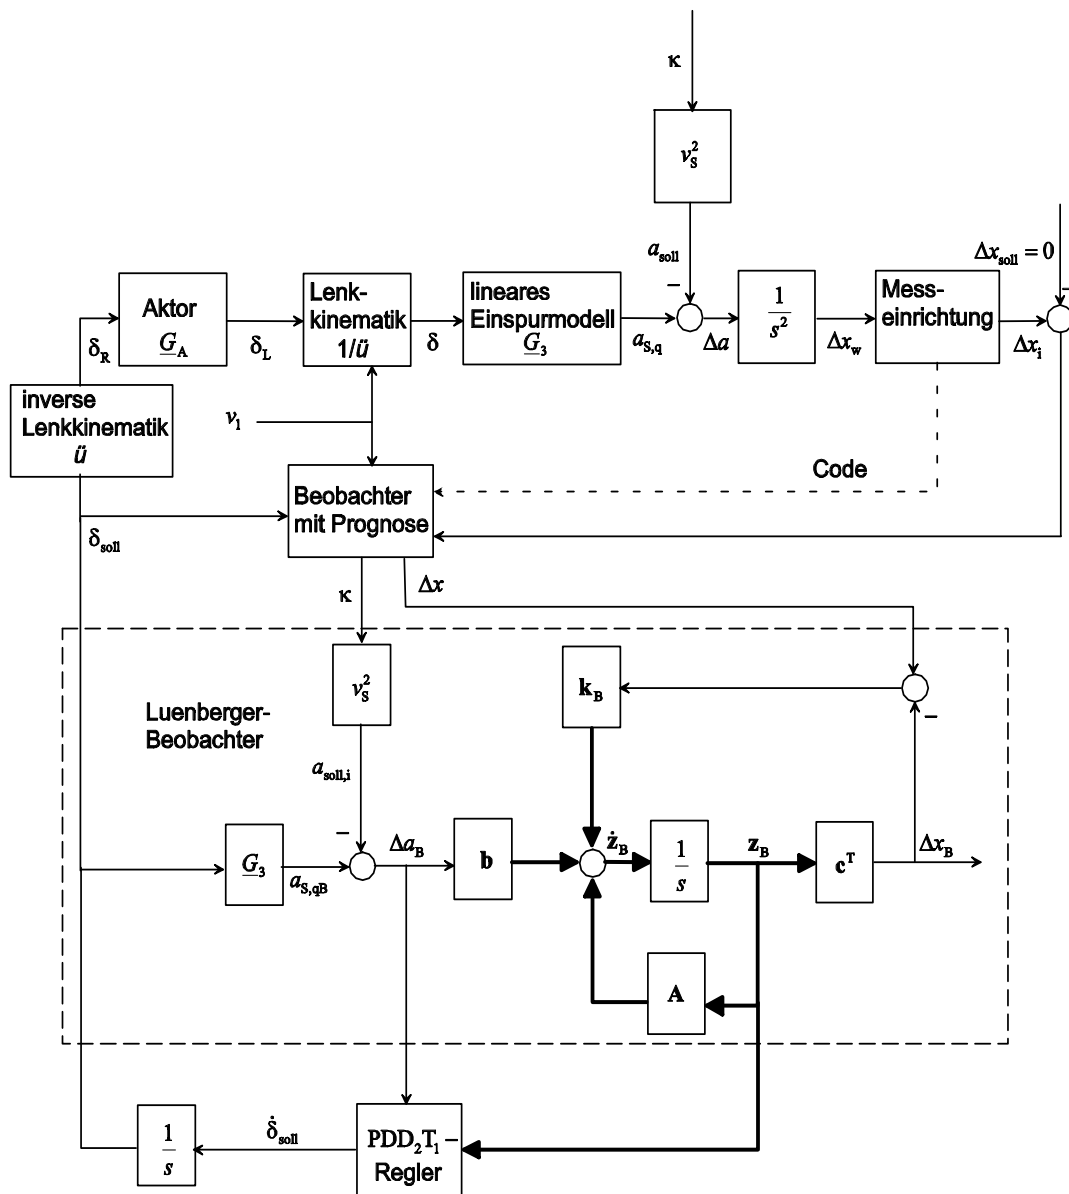 κ
v_S^2
a_soll
Δx_soll = 0
−
−
Aktor
G_A
Lenk-
kinematik
1/ü
lineares
Einspurmodell
G_3
1
s^2
Mess-
einrichtung
δ_R
δ_L
δ
a_S,q
Δa
Δx_w
Δx_i
inverse
Lenkkinematik
ü
v_l
Code
Beobachter
mit Prognose
δ_soll
κ
Δx
v_S^2
k_B
Luenberger-
Beobachter
−
a_soll,i
−
G_3
a_S,qB
Δa_B
b
ż_B
1
s
z_B
c^T
Δx_B
A
1
s
δ̇_soll
PDD_2T_1 −
Regler